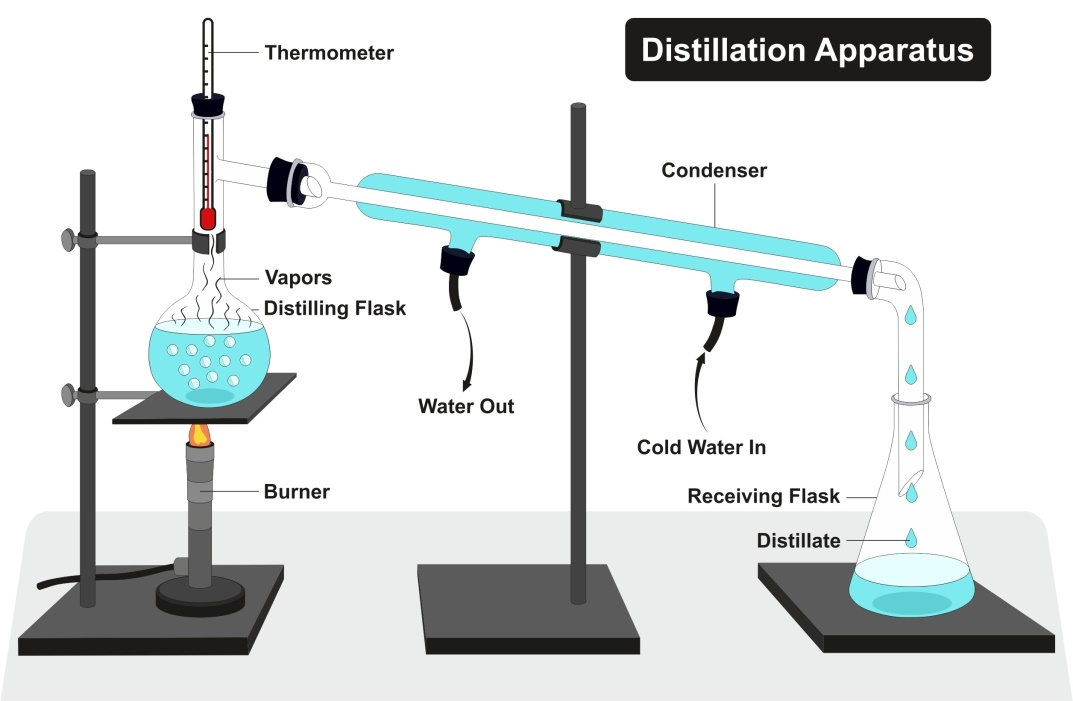 Distillation Apparatus
Thermometer
Condenser
Vapors
Distilling Flask
Water Out
Cold Water In
Burner
Receiving Flask
Distillate